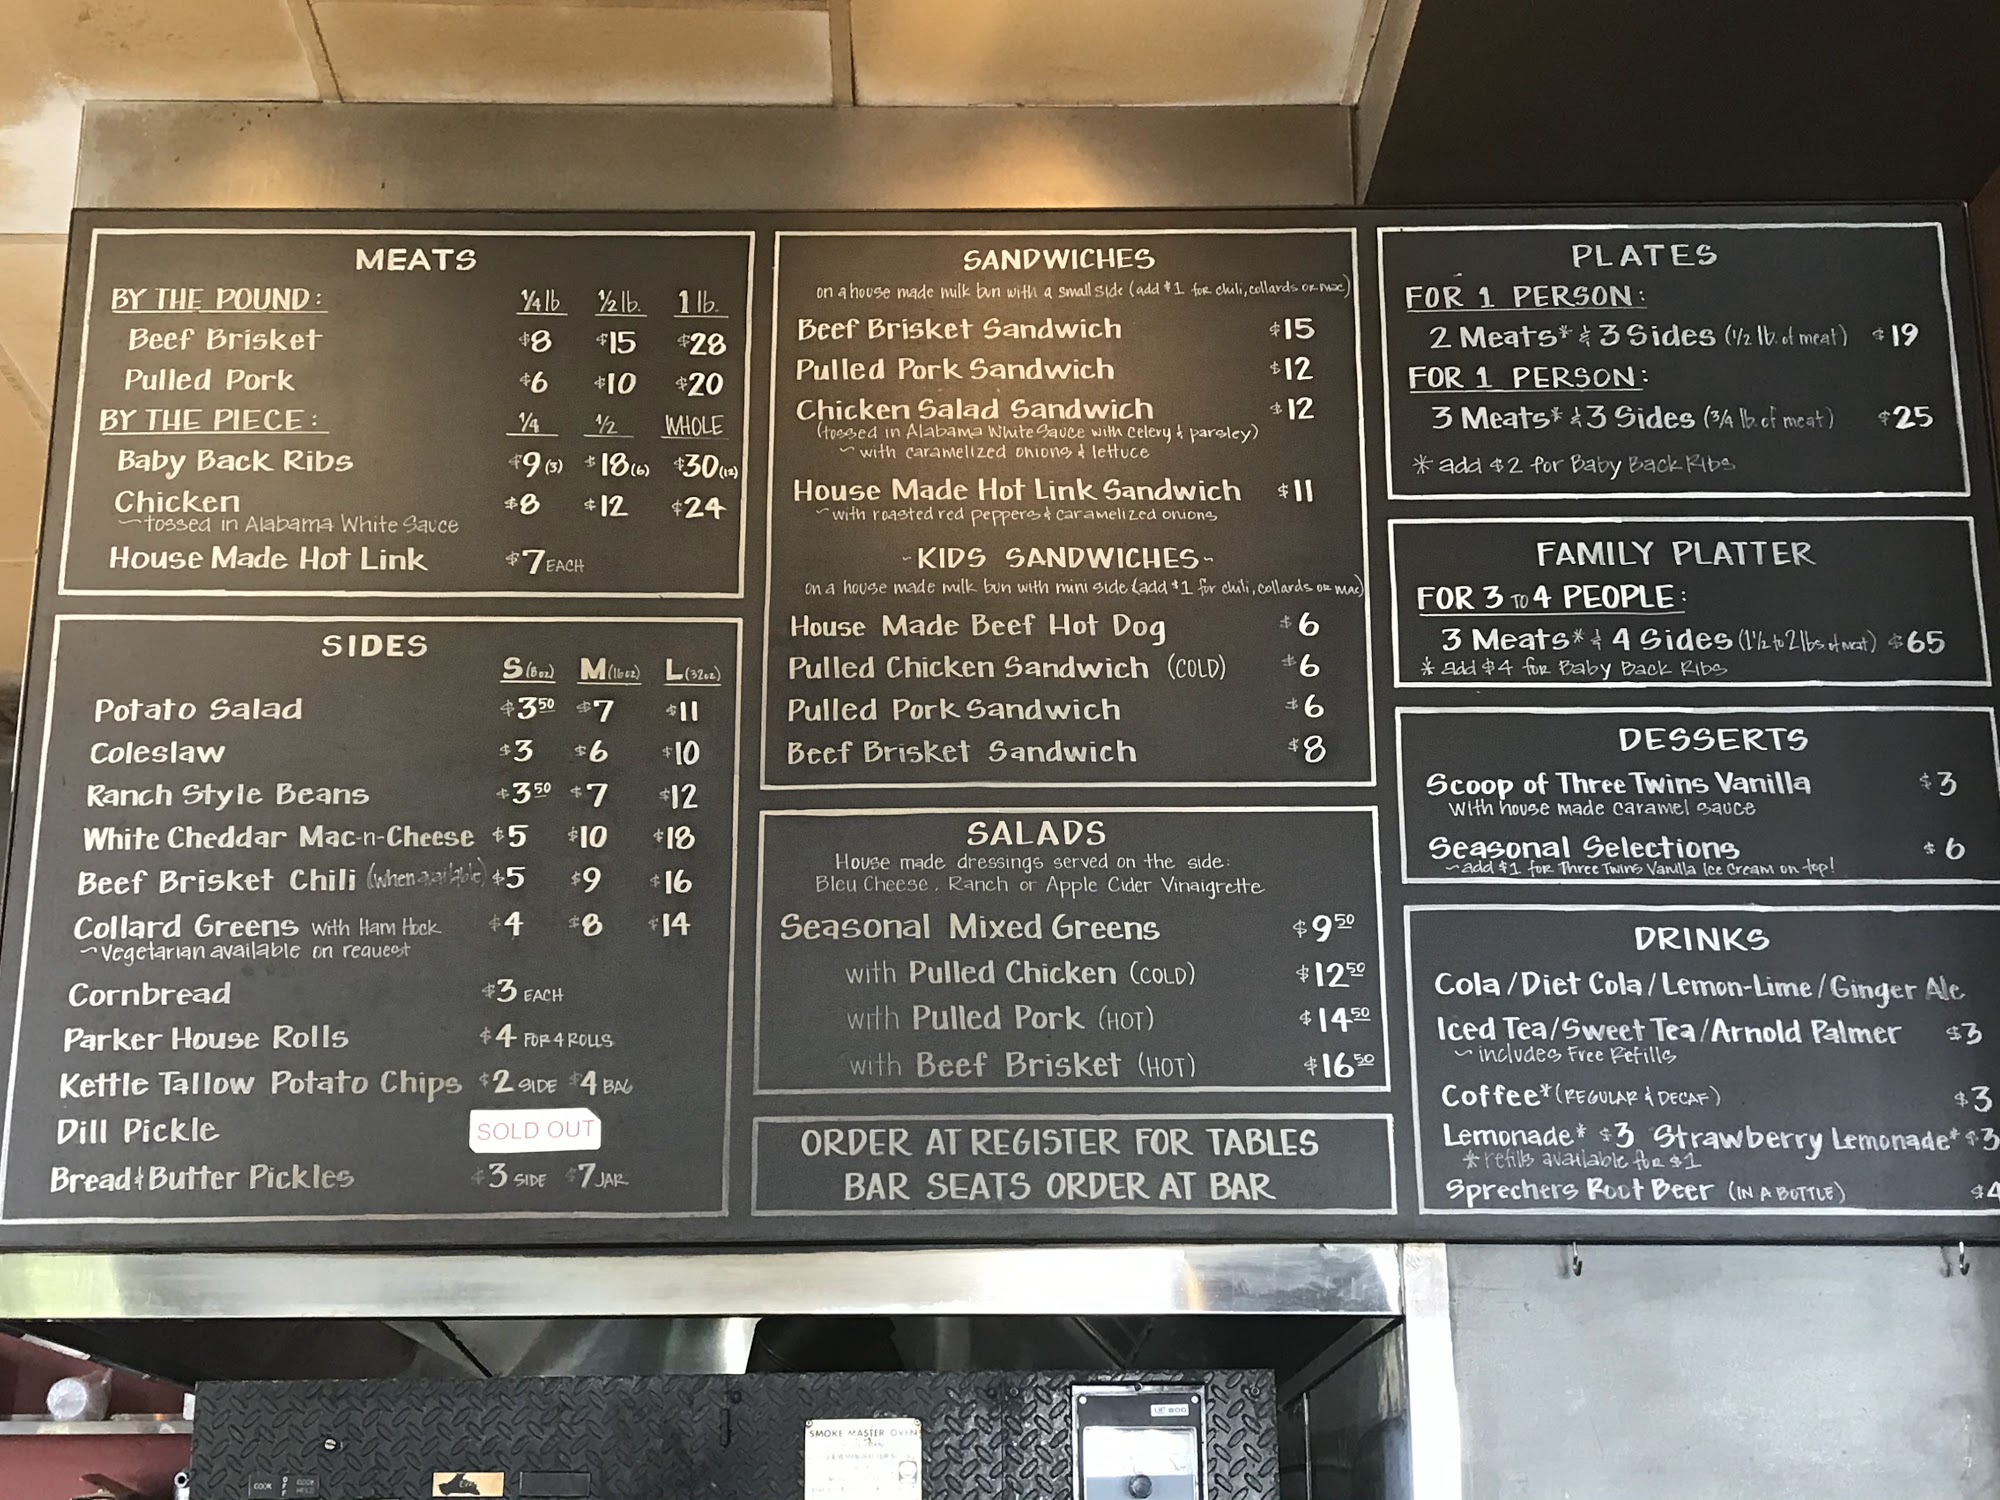 MEATS
BY THE POUND: 1/4 lb 1/2 lb. 1 lb.
Beef Brisket $8 $15 $28
Pulled Pork $6 $10 $20
BY THE PIECE: 1/4 1/2 WHOLE
Baby Back Ribs $9 (3) $18 (6) $30 (12)
Chicken $8 $12 $24
~tossed in Alabama White Sauce
House Made Hot Link $7 EACH
SIDES
S (8oz) M (16oz) L (32oz)
Potato Salad $3.50 $7 $11
Coleslaw $3 $6 $10
Ranch Style Beans $3.50 $7 $12
White Cheddar Mac-n-Cheese $5 $10 $18
Beef Brisket Chili (when available) $5 $9 $16
Collard Greens with Ham Hock $4 $8 $14
~Vegetarian available on request
Cornbread $3 EACH
Parker House Rolls $4 FOR 4 ROLLS
Kettle Tallow Potato Chips $2 SIDE $4 BAG
Dill Pickle SOLD OUT
Bread & Butter Pickles $3 SIDE $7 JAR
SANDWICHES
on a house made milk bun with a small side (add $1 for chili, collards or mac)
Beef Brisket Sandwich $15
Pulled Pork Sandwich $12
Chicken Salad Sandwich $12
(tossed in Alabama White Sauce with celery & parsley)
~with caramelized onions & lettuce
House Made Hot Link Sandwich $11
~with roasted red peppers & caramelized onions
~KIDS SANDWICHES~
on a house made milk bun with mini side (add $1 for chili, collards or mac)
House Made Beef Hot Dog $6
Pulled Chicken Sandwich (COLD) $6
Pulled Pork Sandwich $6
Beef Brisket Sandwich $8
SALADS
House made dressings served on the side:
Bleu Cheese, Ranch or Apple Cider Vinaigrette
Seasonal Mixed Greens $9.50
with Pulled Chicken (COLD) $12.50
with Pulled Pork (HOT) $14.50
with Beef Brisket (HOT) $16.50
ORDER AT REGISTER FOR TABLES
BAR SEATS ORDER AT BAR
PLATES
FOR 1 PERSON:
2 Meats* & 3 Sides (1/2 lb. of meat) $19
FOR 1 PERSON:
3 Meats* & 3 Sides (3/4 lb. of meat) $25
* add $2 for Baby Back Ribs
FAMILY PLATTER
FOR 3 TO 4 PEOPLE:
3 Meats* & 4 Sides (1 1/2 to 2 lbs. of meat) $65
* add $4 for Baby Back Ribs
DESSERTS
Scoop of Three Twins Vanilla $3
with house made caramel sauce
Seasonal Selections $6
~add $1 for Three Twins Vanilla Ice Cream on top!
DRINKS
Cola/Diet Cola/Lemon-Lime/Ginger Ale
Iced Tea/Sweet Tea/Arnold Palmer $3
~includes Free Refills
Coffee* (REGULAR & DECAF) $3
Lemonade* $3 Strawberry Lemonade* $3
* refills available for $1
Sprechers Root Beer (IN A BOTTLE) $4
SMOKE MASTER OVEN
COOK OFF COOK HOLD